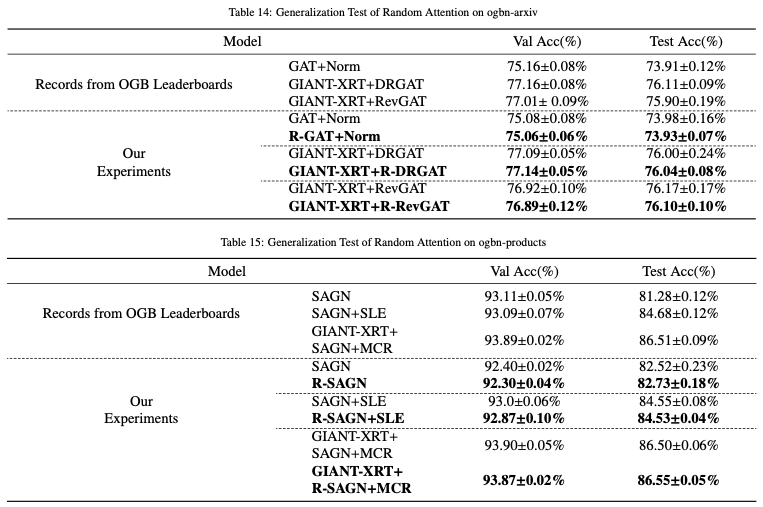 Table 14: Generalization Test of Random Attention on ogbn-arxiv
Model Val Acc(%) Test Acc(%)
GAT+Norm 75.16±0.08% 73.91±0.12%
Records from OGB Leaderboards GIANT-XRT+DRGAT 77.16±0.08% 76.11±0.09%
GIANT-XRT+RevGAT 77.01± 0.09% 75.90±0.19%
GAT+Norm 75.08±0.08% 73.98±0.16%
R-GAT+Norm 75.06±0.06% 73.93±0.07%
Our GIANT-XRT+DRGAT 77.09±0.05% 76.00±0.24%
Experiments GIANT-XRT+R-DRGAT 77.14±0.05% 76.04±0.08%
GIANT-XRT+RevGAT 76.92±0.10% 76.17±0.17%
GIANT-XRT+R-RevGAT 76.89±0.12% 76.10±0.10%
Table 15: Generalization Test of Random Attention on ogbn-products
Model Val Acc(%) Test Acc(%)
SAGN 93.11±0.05% 81.28±0.12%
Records from OGB Leaderboards SAGN+SLE 93.09±0.07% 84.68±0.12%
GIANT-XRT+
SAGN+MCR 93.89±0.02% 86.51±0.09%
SAGN 92.40±0.02% 82.52±0.23%
R-SAGN 92.30±0.04% 82.73±0.18%
Our SAGN+SLE 93.0±0.06% 84.55±0.08%
Experiments R-SAGN+SLE 92.87±0.10% 84.53±0.04%
GIANT-XRT+
SAGN+MCR 93.90±0.05% 86.50±0.06%
GIANT-XRT+
R-SAGN+MCR 93.87±0.02% 86.55±0.05%